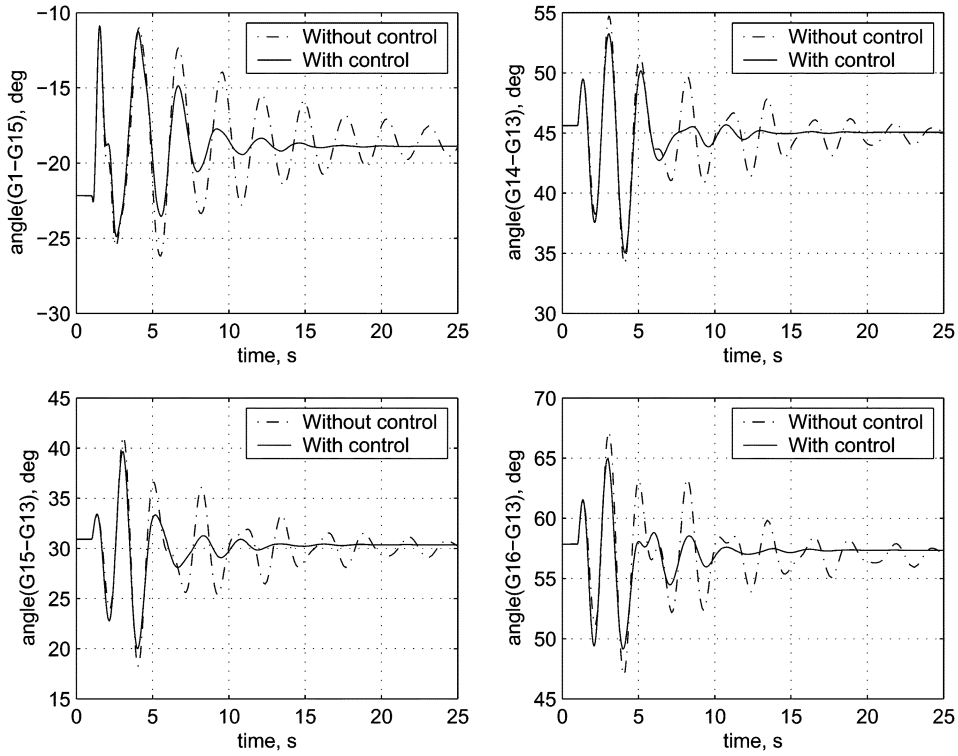 −10
−15
−20
−25
−30
0 5 10 15 20 25
time, s
angle(G1−G15), deg
Without control
With control
55
50
45
40
35
30
0 5 10 15 20 25
time, s
angle(G14−G13), deg
Without control
With control
45
40
35
30
25
20
15
0 5 10 15 20 25
time, s
angle(G15−G13), deg
Without control
With control
70
65
60
55
50
45
0 5 10 15 20 25
time, s
angle(G16−G13), deg
Without control
With control